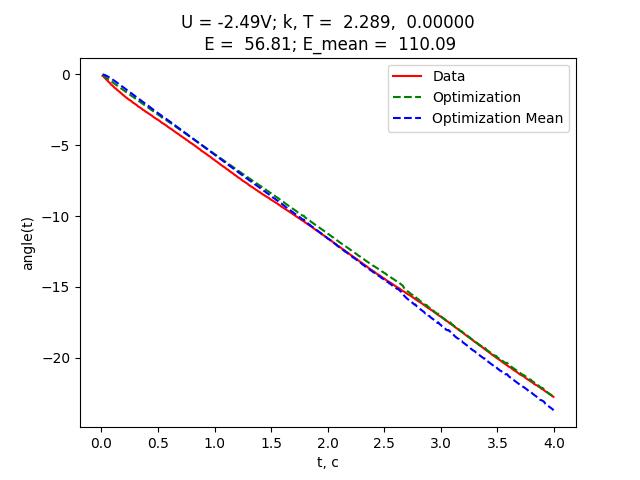 U = -2.49V; k, T =  2.289,  0.00000
E =  56.81; E_mean =  110.09
Data
Optimization
Optimization Mean
angle(t)
0
−5
−10
−15
−20
0.0 0.5 1.0 1.5 2.0 2.5 3.0 3.5 4.0
t, c